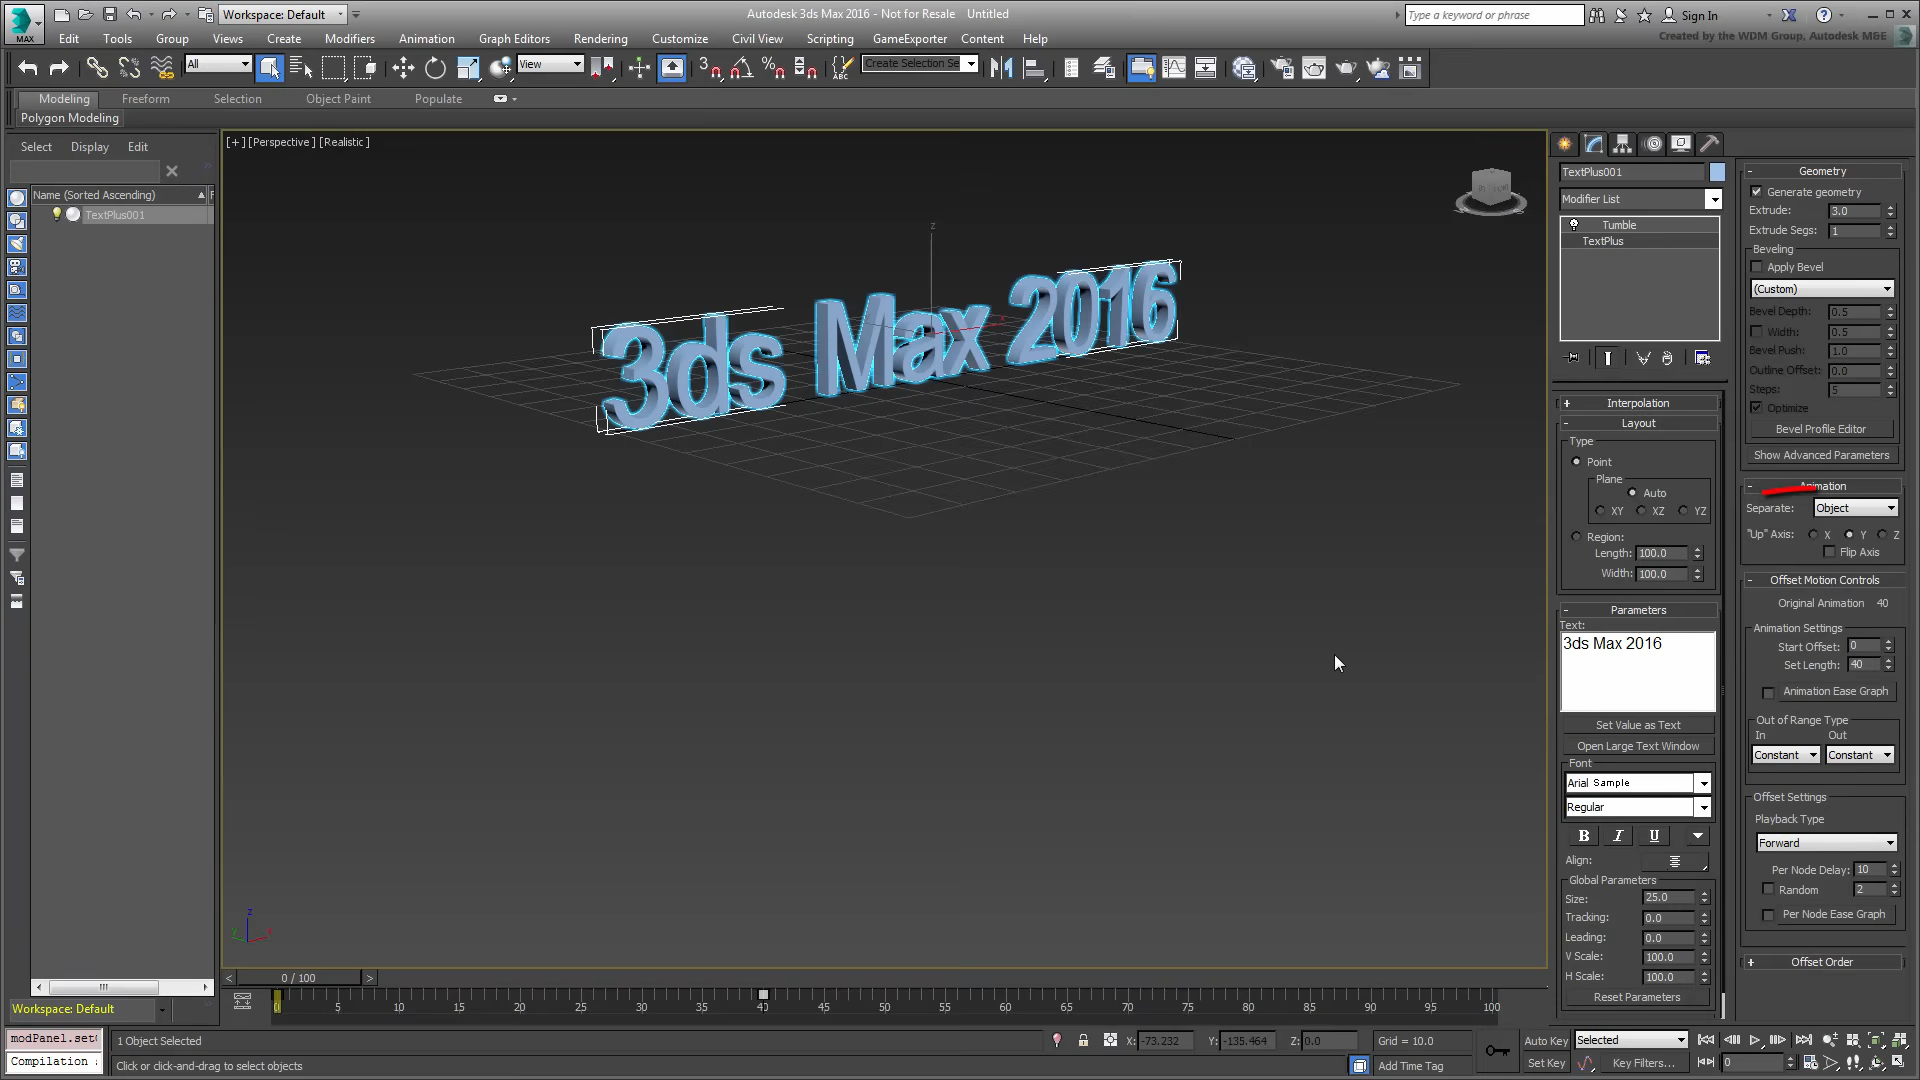 Workspace: Default
Autodesk 3ds Max 2016 - Not for Resale Untitled
Type a keyword or phrase
Sign In
MAX
Edit Tools Group Views Create Modifiers Animation Graph Editors Rendering Customize Civil View Scripting GameExporter Content Help
Created by the WDM Group, Autodesk M&E
All
View
Create Selection Se
Modeling Freeform Selection Object Paint Populate
Polygon Modeling
Select Display Edit
Name (Sorted Ascending)
TextPlus001
[+] [Perspective] [Realistic]
3ds Max 2016
TextPlus001
Modifier List
Tumble
TextPlus
Interpolation
Layout
Type
Point
Plane
Auto
XY XZ YZ
Region:
Length: 100.0
Width: 100.0
Parameters
Text:
3ds Max 2016
Set Value as Text
Open Large Text Window
Font
Arial Sample
Regular
B I U
Align:
Global Parameters
Size: 25.0
Tracking: 0.0
Leading: 0.0
V Scale: 100.0
H Scale: 100.0
Reset Parameters
Geometry
Generate geometry
Extrude: 3.0
Extrude Segs: 1
Beveling
Apply Bevel
(Custom)
Bevel Depth: 0.5
Width: 0.5
Bevel Push: 1.0
Outline Offset: 0.0
Steps: 5
Optimize
Bevel Profile Editor
Show Advanced Parameters
Animation
Separate: Object
"Up" Axis: X Y Z
Flip Axis
Offset Motion Controls
Original Animation 40
Animation Settings
Start Offset: 0
Set Length: 40
Animation Ease Graph
Out of Range Type
In Out
Constant Constant
Offset Settings
Playback Type
Forward
Per Node Delay: 10
Random 2
Per Node Ease Graph
Offset Order
0 / 100
0 5 10 15 20 25 30 35 40 45 50 55 60 65 70 75 80 85 90 95 100
Workspace: Default
modPanel.set
Compilation
1 Object Selected
Click or click-and-drag to select objects
X: -73.232 Y: -135.464 Z: 0.0
Grid = 10.0
Add Time Tag
Auto Key Selected
Set Key Key Filters...
0